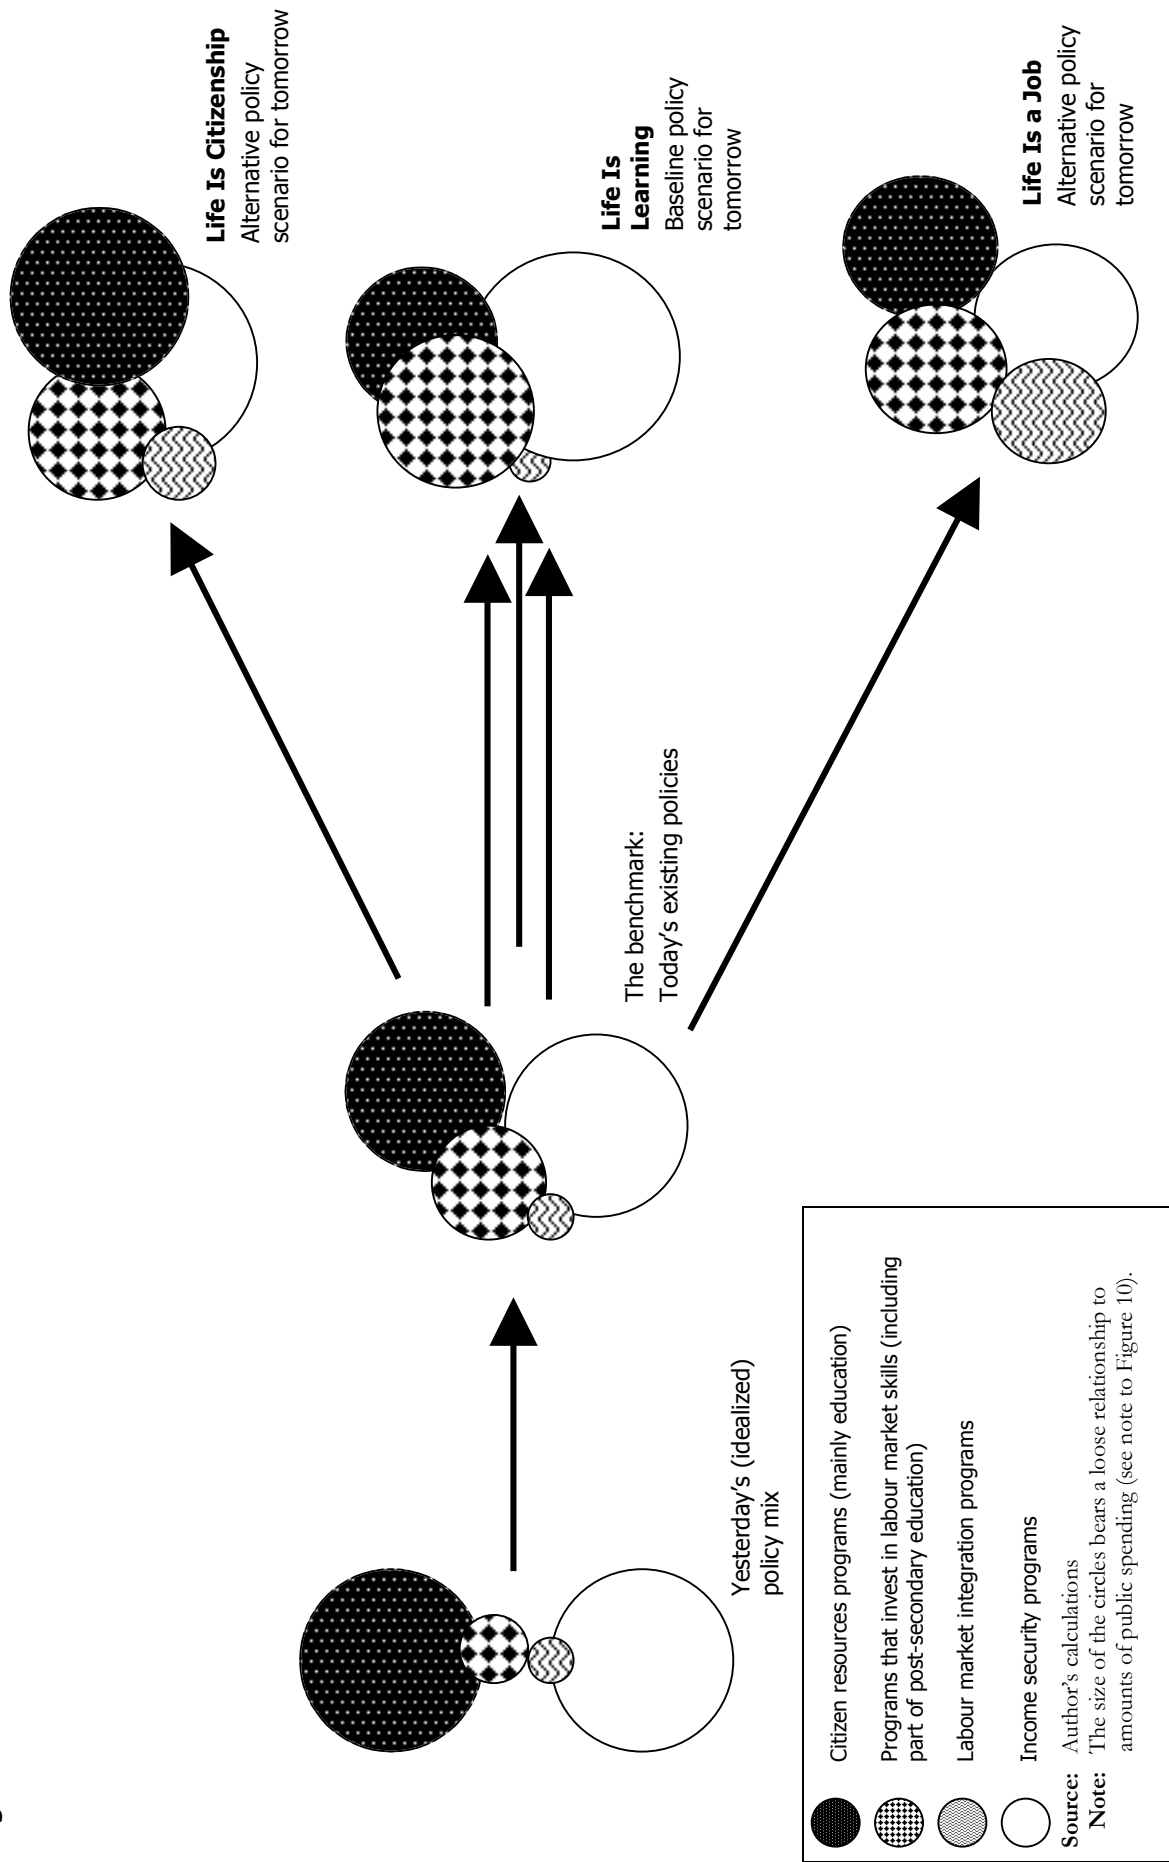 Life Is Citizenship
Alternative policy
scenario for tomorrow
Life Is
Learning
Baseline policy
scenario for
tomorrow
Life Is a Job
Alternative policy
scenario for
tomorrow
The benchmark:
Today's existing policies
Yesterday's (idealized)
policy mix
Citizen resources programs (mainly education)
Programs that invest in labour market skills (including
part of post-secondary education)
Labour market integration programs
Income security programs
Source: Author's calculations
Note: The size of the circles bears a loose relationship to
amounts of public spending (see note to Figure 10).